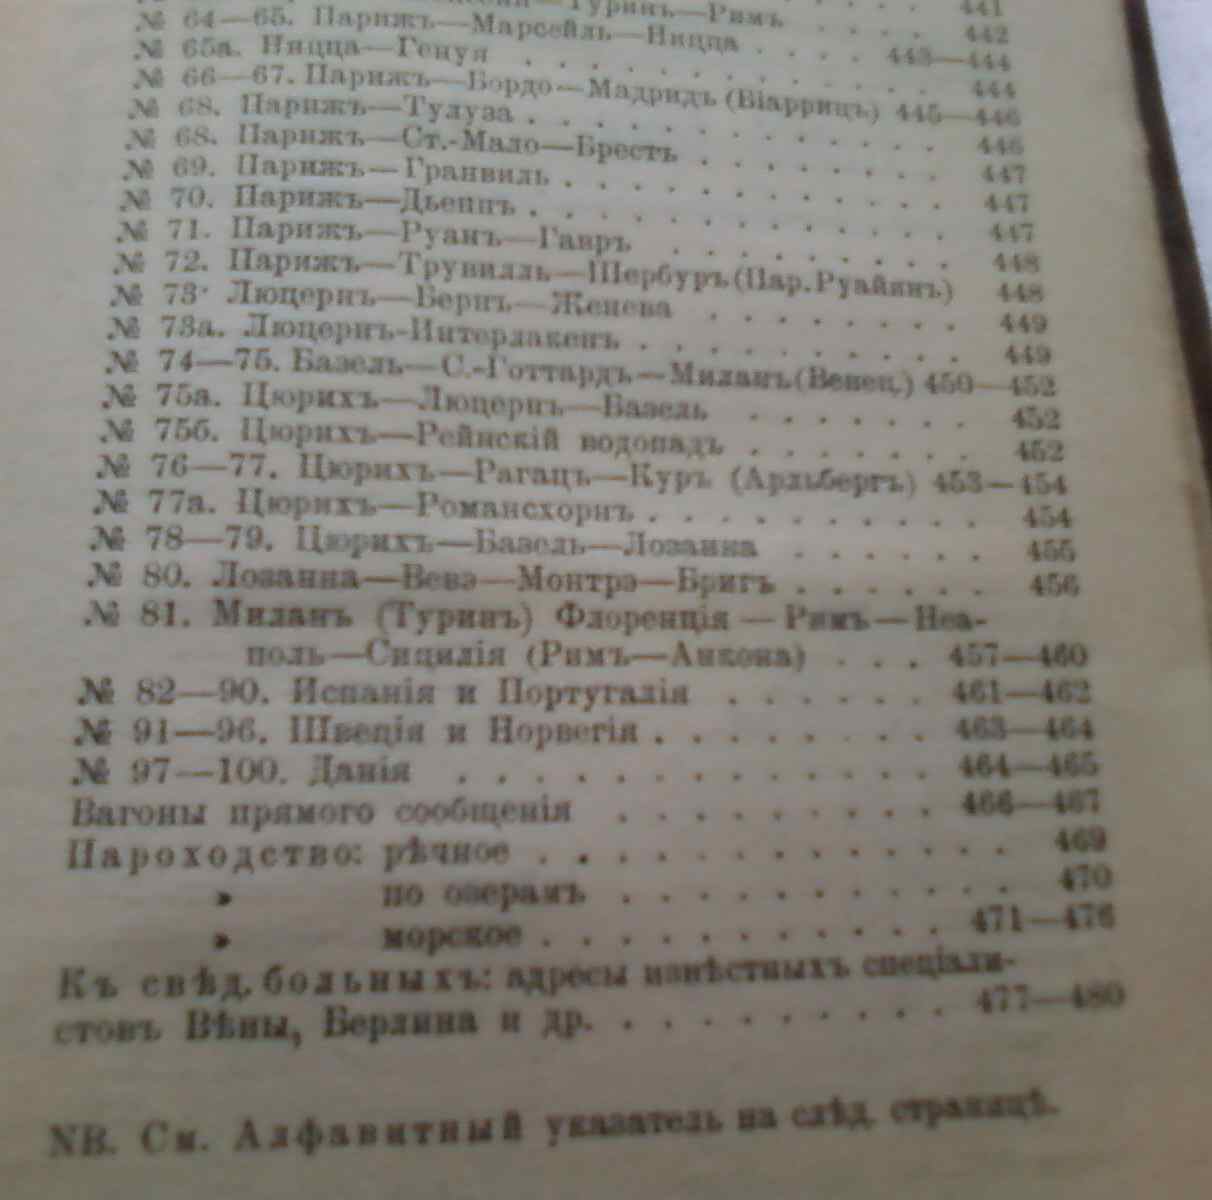 Туринъ—Римъ . . . . 441
№ 64—65. Парижъ—Марсейль—Ницца . . . . 442
№ 65а. Ницца—Генуя . . . . . . . . . . 443—444
№ 66—67. Парижъ—Бордо—Мадридъ (Біаррицъ) 444
№ 68. Парижъ—Тулуза . . . . . . . . . . . 445—446
№ 68. Парижъ—Ст.-Мало—Брестъ . . . . . . . . 446
№ 69. Парижъ—Гранвиль . . . . . . . . . . 447
№ 70. Парижъ—Дьеппъ . . . . . . . . . . . 447
№ 71. Парижъ—Руанъ—Гавръ . . . . . . . . 447
№ 72. Парижъ—Трувилль—Шербуръ (Пар. Руайянъ) 448
№ 73. Люцернъ—Бернъ—Женева . . . . . . . 448
№ 73а. Люцернъ-Интерлакенъ . . . . . . . . . 449
№ 74—75. Базель—С.-Готтардъ—Миланъ (Венец.) 450—452
№ 75а. Цюрихъ—Люцернъ—Базель . . . . . . 452
№ 75б. Цюрихъ—Рейнскій водопадъ . . . . . . . 452
№ 76—77. Цюрихъ—Рагацъ—Куръ (Арльбергъ) 453—454
№ 77а. Цюрихъ—Романсхорнъ . . . . . . . . . 454
№ 78—79. Цюрихъ—Базель—Лозанна . . . . . . 455
№ 80. Лозанна—Вевэ—Монтрэ—Бригъ . . . . . . 456
№ 81. Миланъ (Туринъ) Флоренція — Римъ—Неа-
поль—Сицилія (Римъ—Анкона) . . . 457—460
№ 82—90. Испанія и Португалія . . . . . . 461—462
№ 91—96. Швеція и Норвегія . . . . . . . . 463—464
№ 97—100. Данія . . . . . . . . . . . . 464—465
Вагоны прямого сообщенія . . . . . . . . . 466—467
Пароходство: рѣчное . . . . . . . . . . . . 469
» по озерамъ . . . . . . . . . . 470
» морское . . . . . . . . . . . 471—476
Къ свѣд. больныхъ: адресы извѣстныхъ спеціали-
стовъ Вѣны, Берлина и др. . . . . . . . . . 477—480
NB. См. Алфавитный указатель на слѣд. страницѣ.